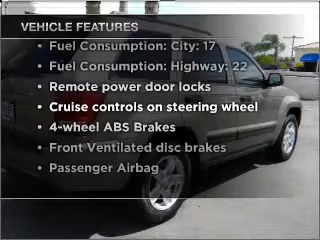 VEHICLE FEATURES
• Fuel Consumption: City: 17
• Fuel Consumption: Highway: 22
• Remote power door locks
• Cruise controls on steering wheel
• 4-wheel ABS Brakes
• Front Ventilated disc brakes
• Passenger Airbag